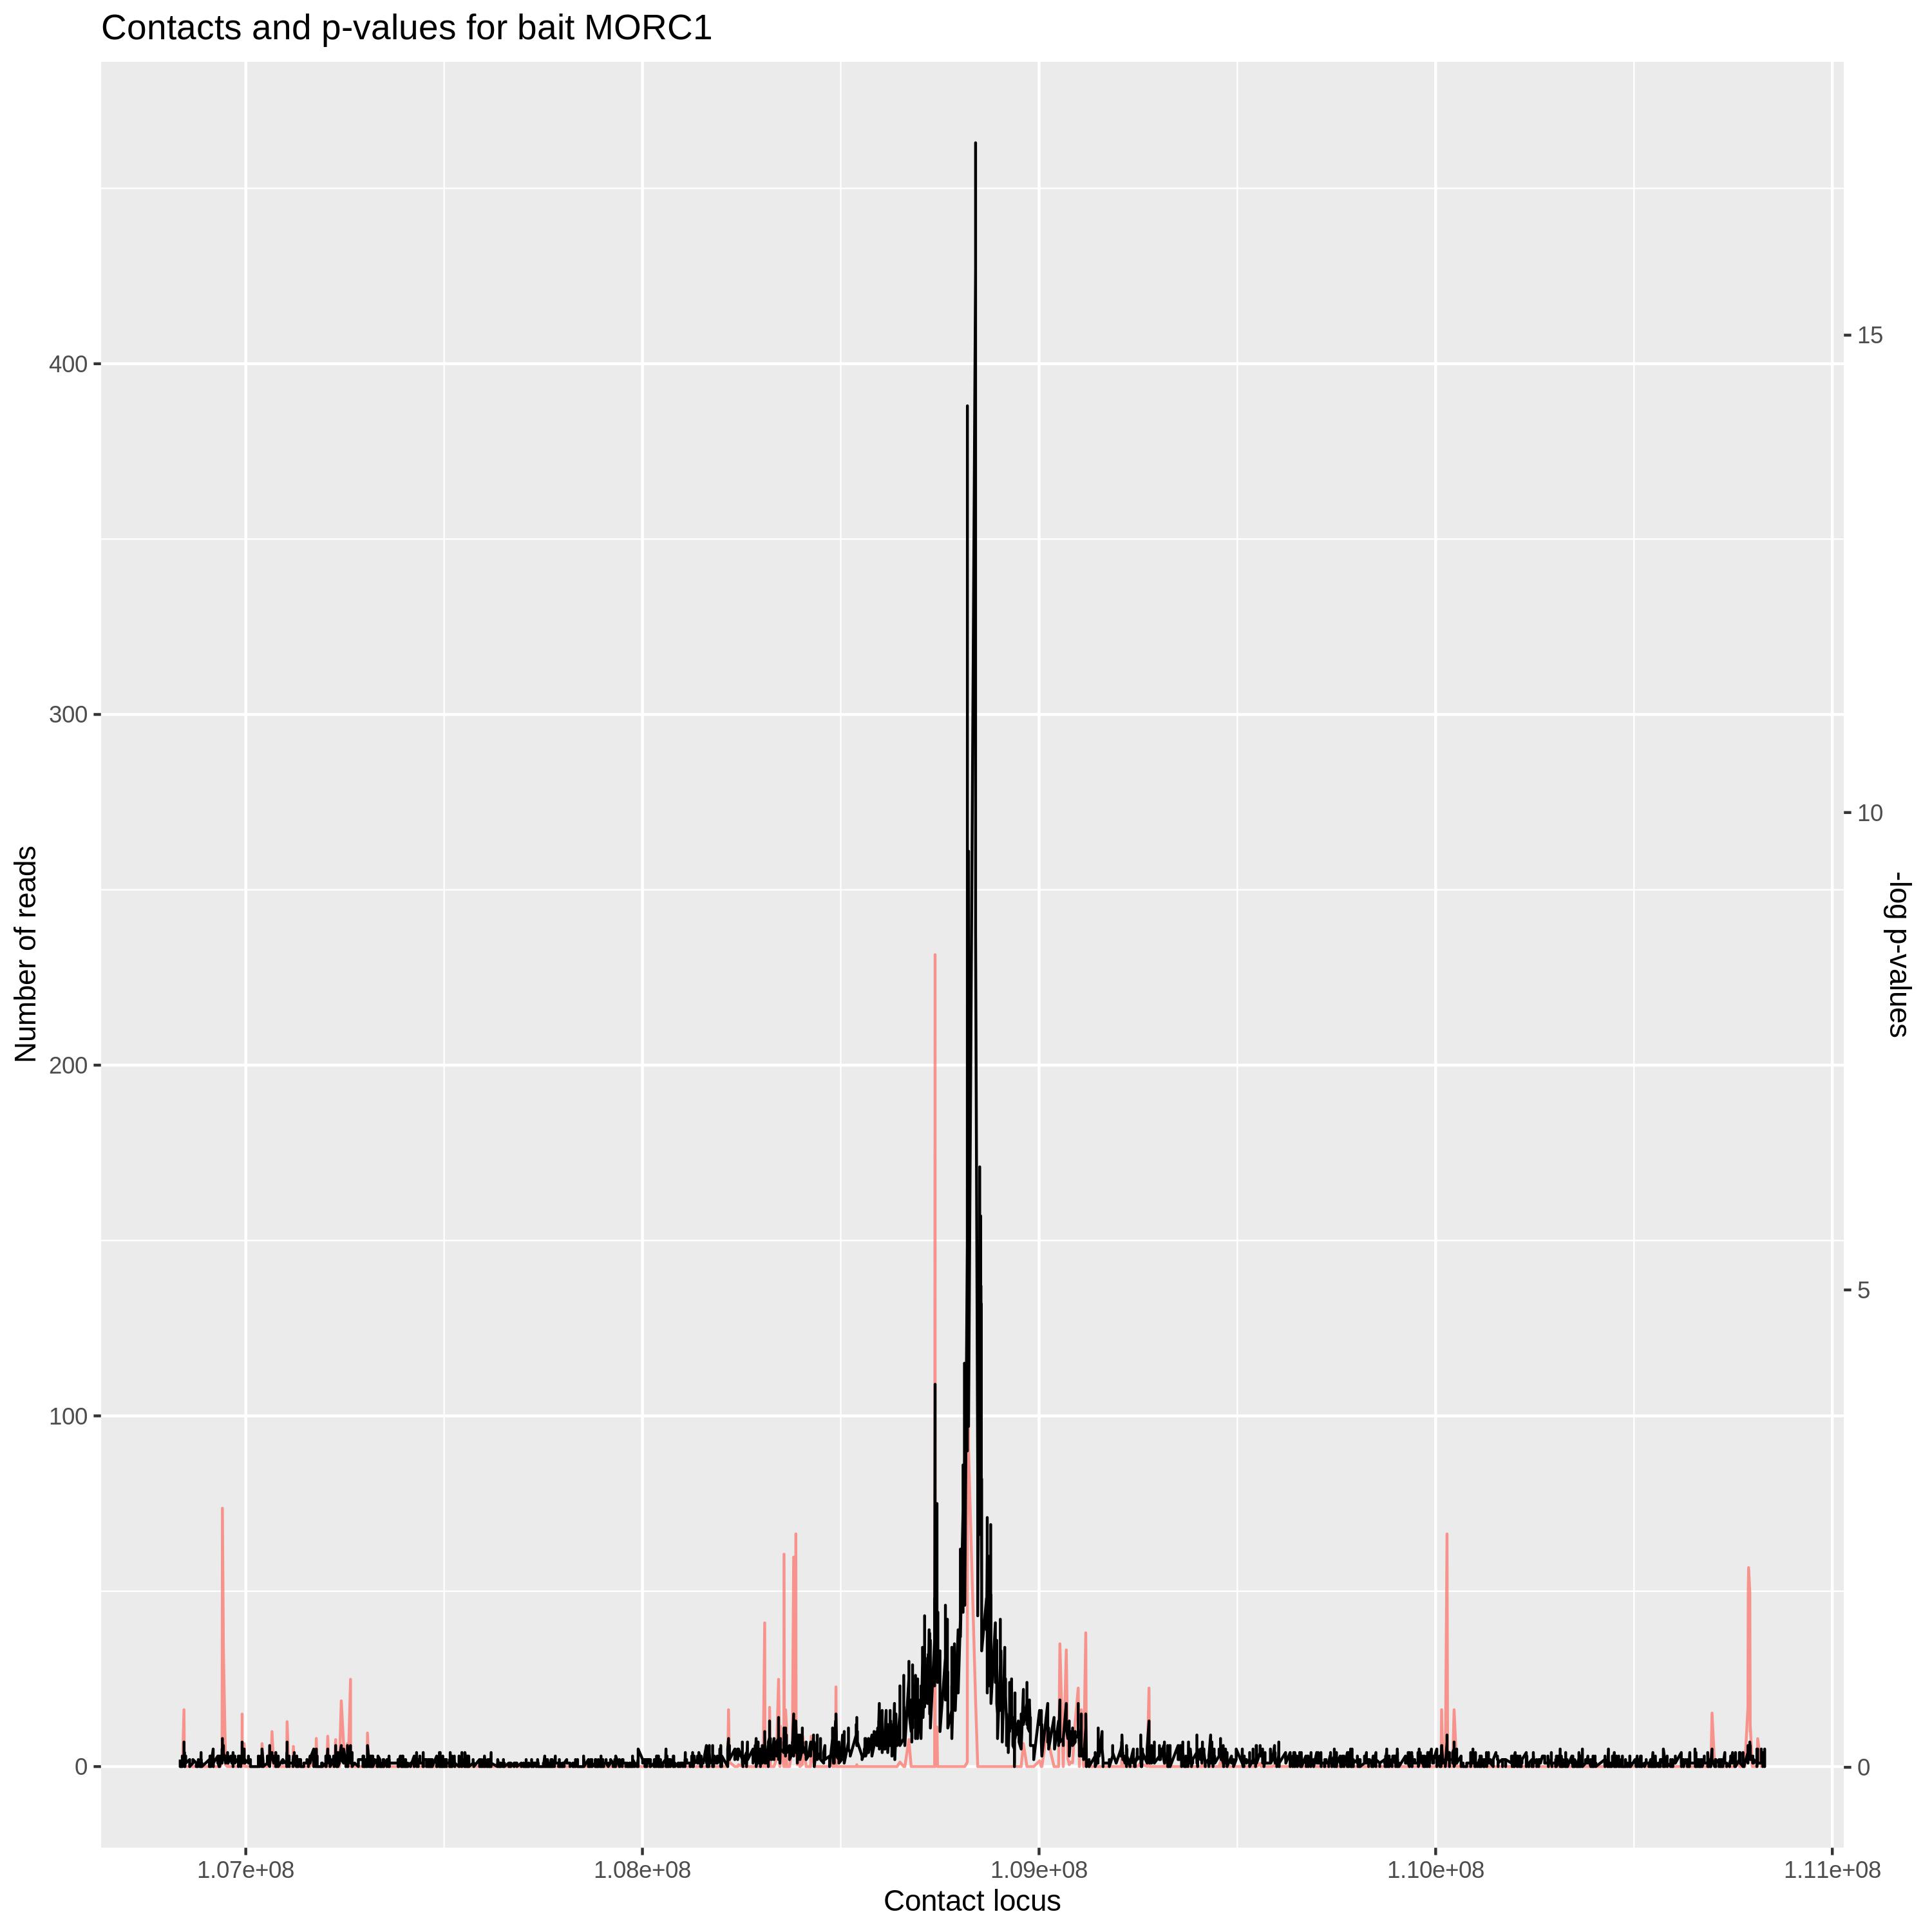 Contacts and p-values for bait MORC1
Number of reads
400
300
200
100
0
15
10
5
0
-log p-values
1.07e+08 1.08e+08 1.09e+08 1.10e+08 1.11e+08
Contact locus